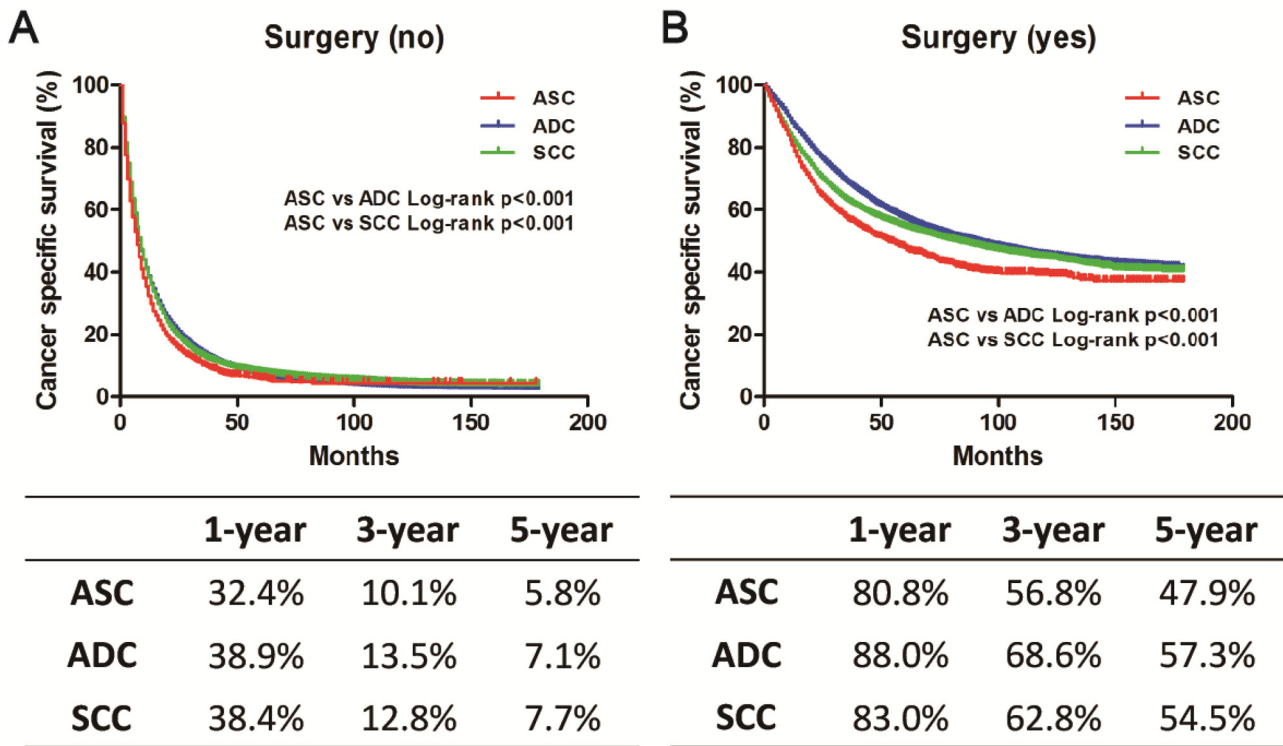 A
Surgery (no)
Cancer specific survival (%)
100
80
60
40
20
0
ASC
ADC
SCC
ASC vs ADC Log-rank p<0.001
ASC vs SCC Log-rank p<0.001
0 50 100 150 200
Months
1-year 3-year 5-year
ASC 32.4% 10.1% 5.8%
ADC 38.9% 13.5% 7.1%
SCC 38.4% 12.8% 7.7%
B
Surgery (yes)
Cancer specific survival (%)
100
80
60
40
20
0
ASC
ADC
SCC
ASC vs ADC Log-rank p<0.001
ASC vs SCC Log-rank p<0.001
0 50 100 150 200
Months
1-year 3-year 5-year
ASC 80.8% 56.8% 47.9%
ADC 88.0% 68.6% 57.3%
SCC 83.0% 62.8% 54.5%